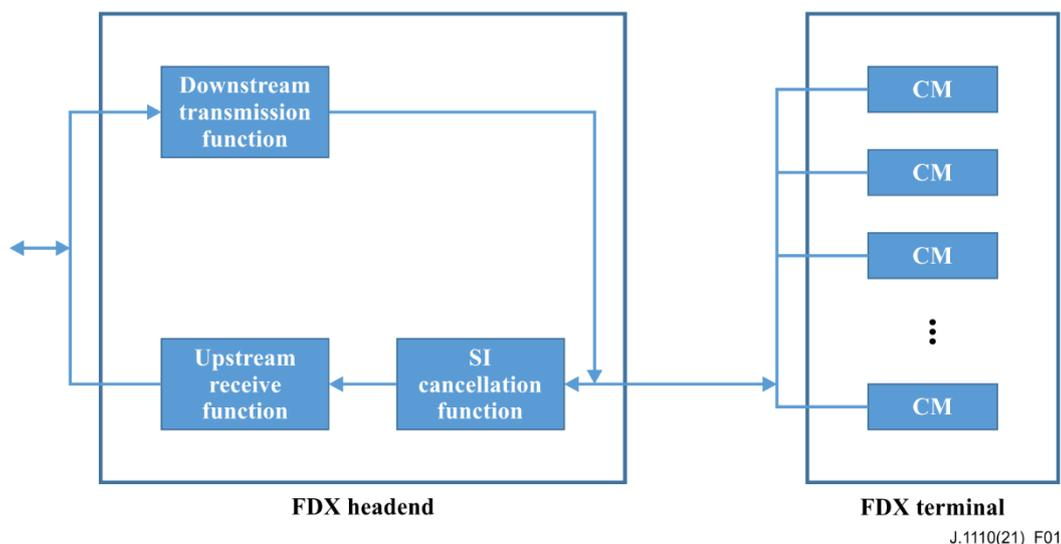 Downstream
transmission
function
CM
CM
CM
Upstream
receive
function
SI
cancellation
function
CM
FDX headend
FDX terminal
J.1110(21)_F01